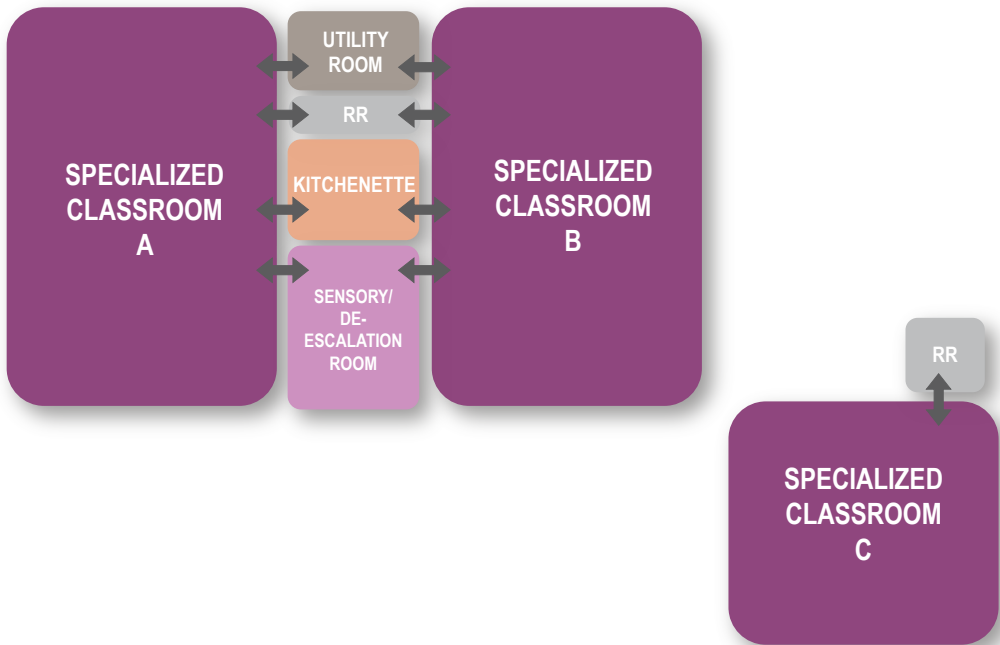 SPECIALIZED
CLASSROOM
A
UTILITY
ROOM
RR
KITCHENETTE
SENSORY/
DE-
ESCALATION
ROOM
SPECIALIZED
CLASSROOM
B
RR
SPECIALIZED
CLASSROOM
C